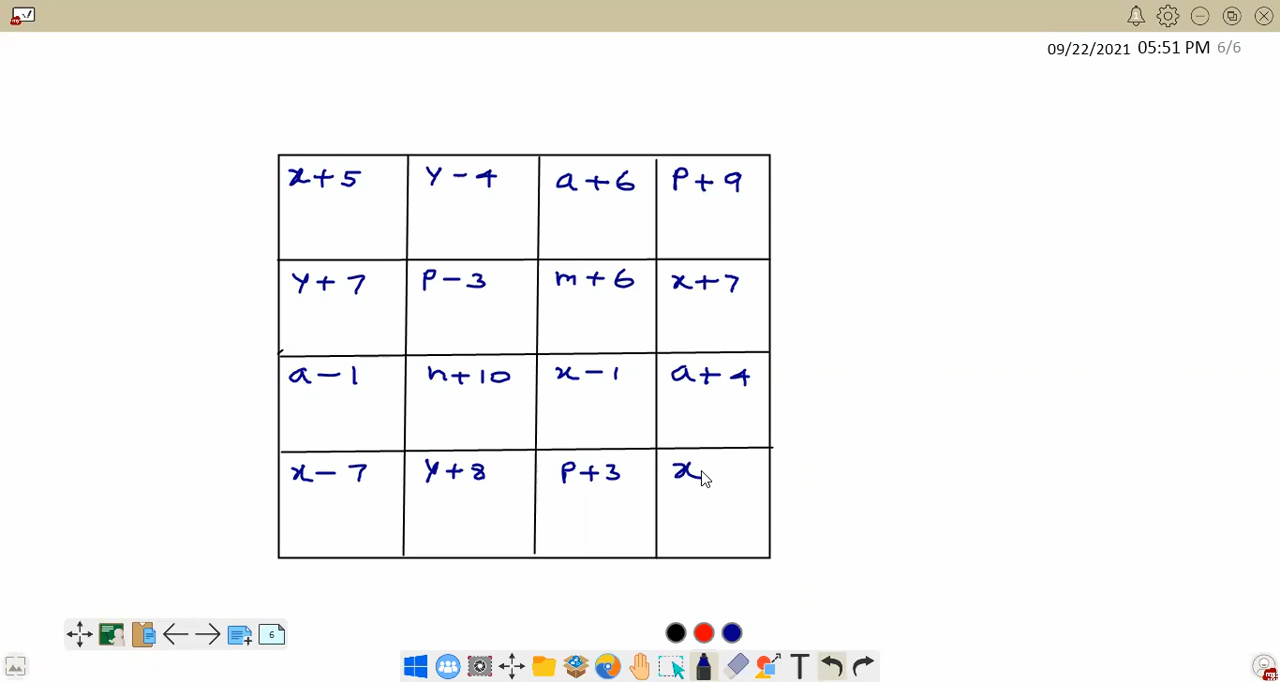 09/22/2021 05:51 PM 6/6
x+5 y-4 a+6 P+9
y+7 P-3 m+6 x+7
a-1 n+10 x-1 a+4
x-7 y+8 P+3 x
6
T